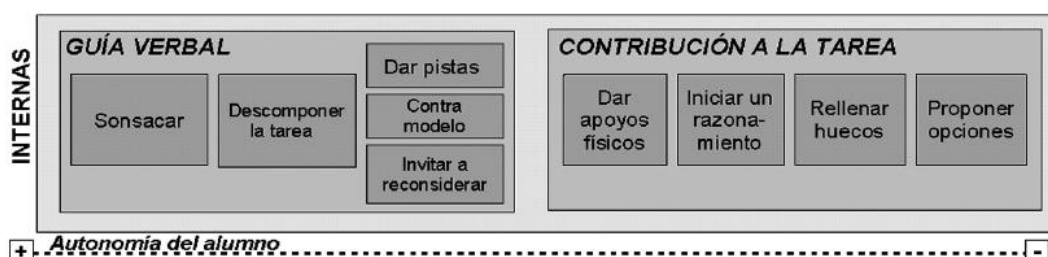 INTERNAS
GUÍA VERBAL
Sonsacar
Descomponer
la tarea
Dar pistas
Contra
modelo
Invitar a
reconsiderar
CONTRIBUCIÓN A LA TAREA
Dar
apoyos
físicos
Iniciar un
razona-
miento
Rellenar
huecos
Proponer
opciones
+ Autonomía del alumno -